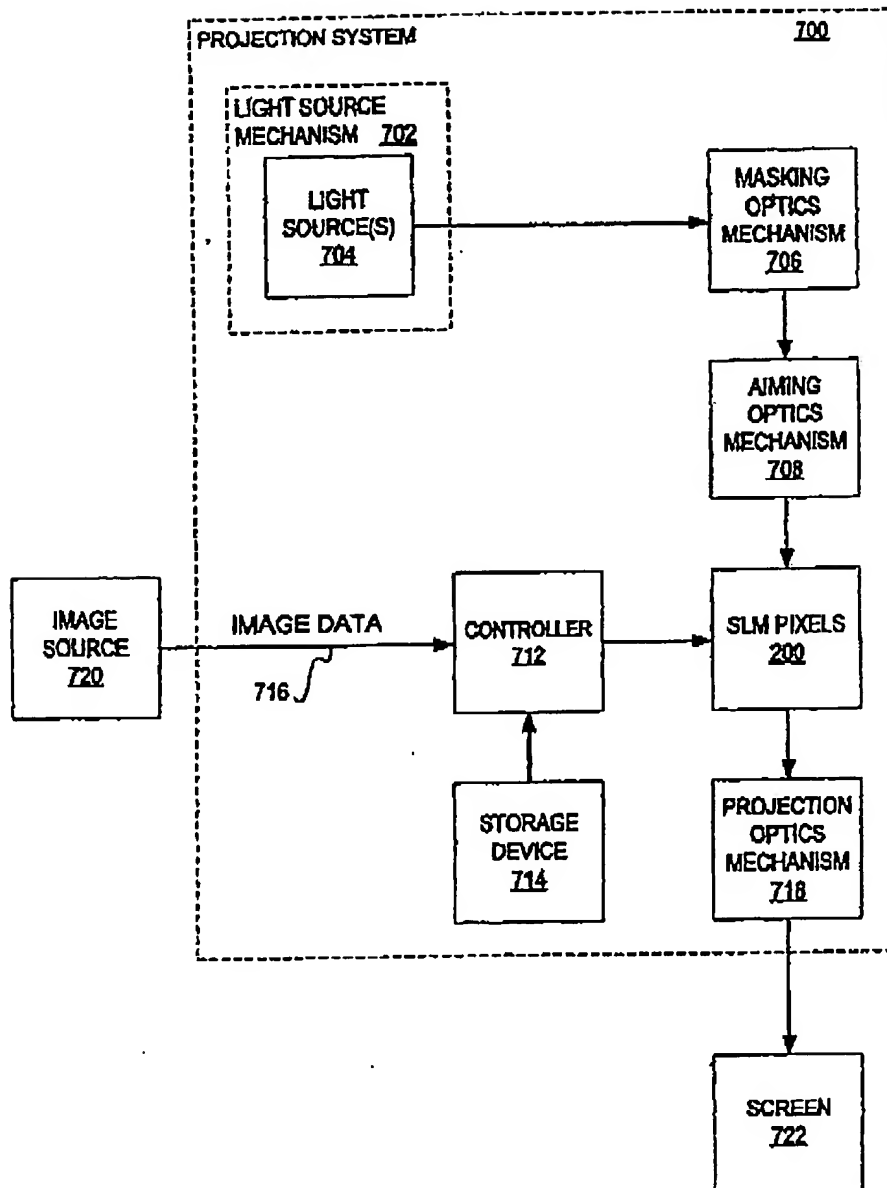 PROJECTION SYSTEM
700
LIGHT SOURCE
MECHANISM 702
LIGHT
SOURCE(S)
704
MASKING
OPTICS
MECHANISM
706
AIMING
OPTICS
MECHANISM
708
IMAGE
SOURCE
720
IMAGE DATA
716
CONTROLLER
712
SLM PIXELS
200
STORAGE
DEVICE
714
PROJECTION
OPTICS
MECHANISM
718
SCREEN
722